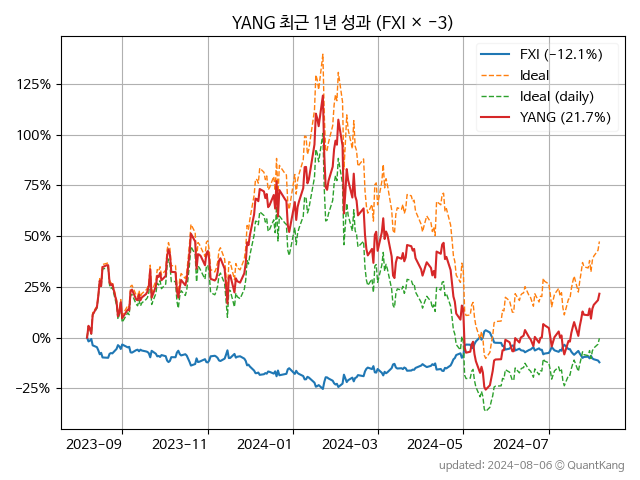 YANG 최근 1년 성과 (FXI × −3)
FXI (−12.1%)
Ideal
Ideal (daily)
YANG (21.7%)
125%
100%
75%
50%
25%
0%
−25%
2023-09 2023-11 2024-01 2024-03 2024-05 2024-07
updated: 2024-08-06 © QuantKang